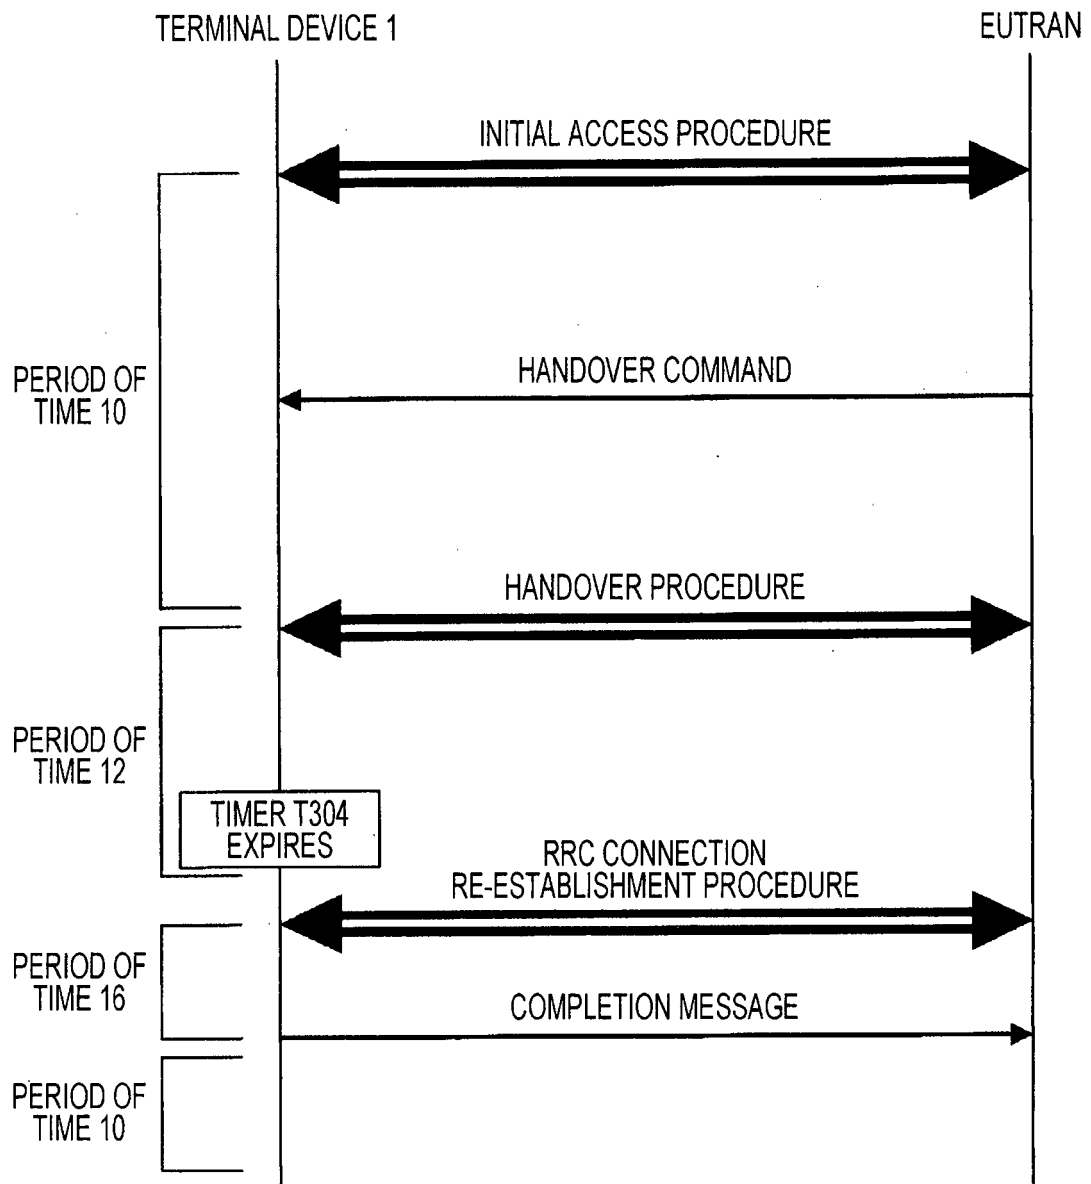 TERMINAL DEVICE 1
EUTRAN
INITIAL ACCESS PROCEDURE
HANDOVER COMMAND
PERIOD OF
TIME 10
HANDOVER PROCEDURE
PERIOD OF
TIME 12
TIMER T304
EXPIRES
RRC CONNECTION
RE-ESTABLISHMENT PROCEDURE
PERIOD OF
TIME 16
COMPLETION MESSAGE
PERIOD OF
TIME 10